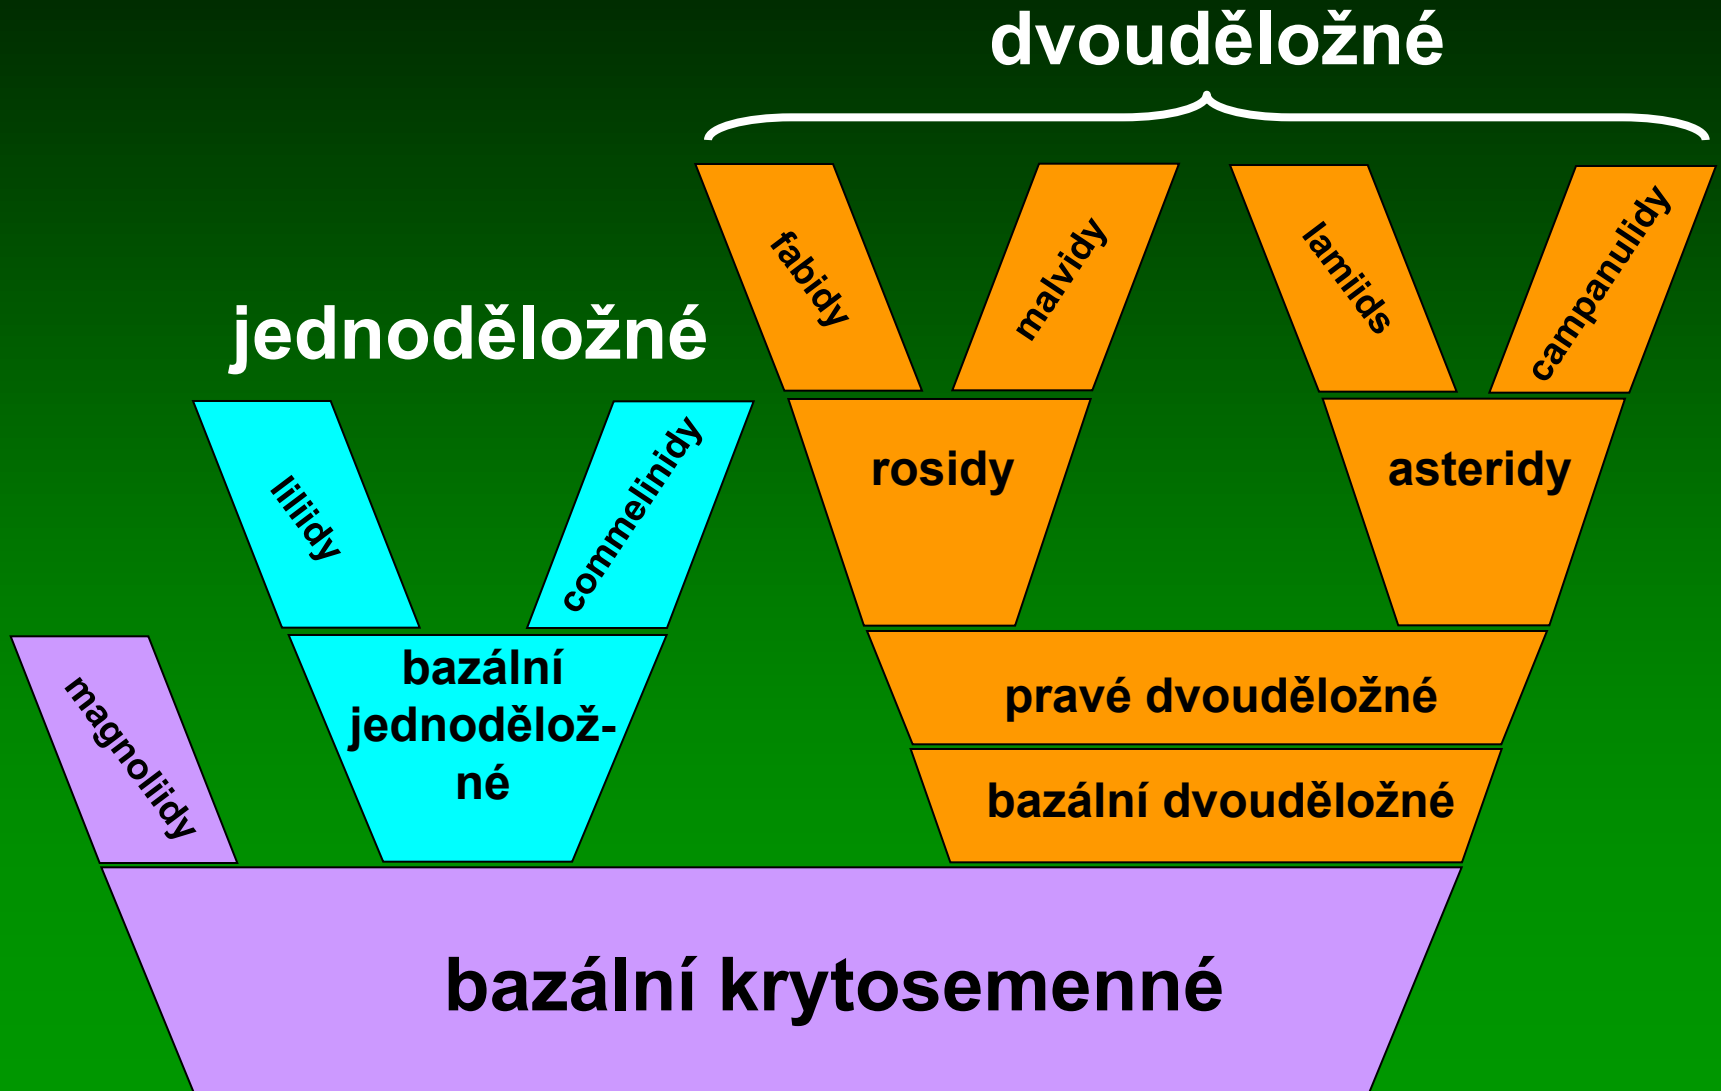 dvouděložné
fabidy
malvidy
lamiids
campanulidy
jednoděložné
rosidy
asteridy
liliidy
commelinidy
bazální
jednodělož-
né
pravé dvouděložné
magnoliidy
bazální dvouděložné
bazální krytosemenné